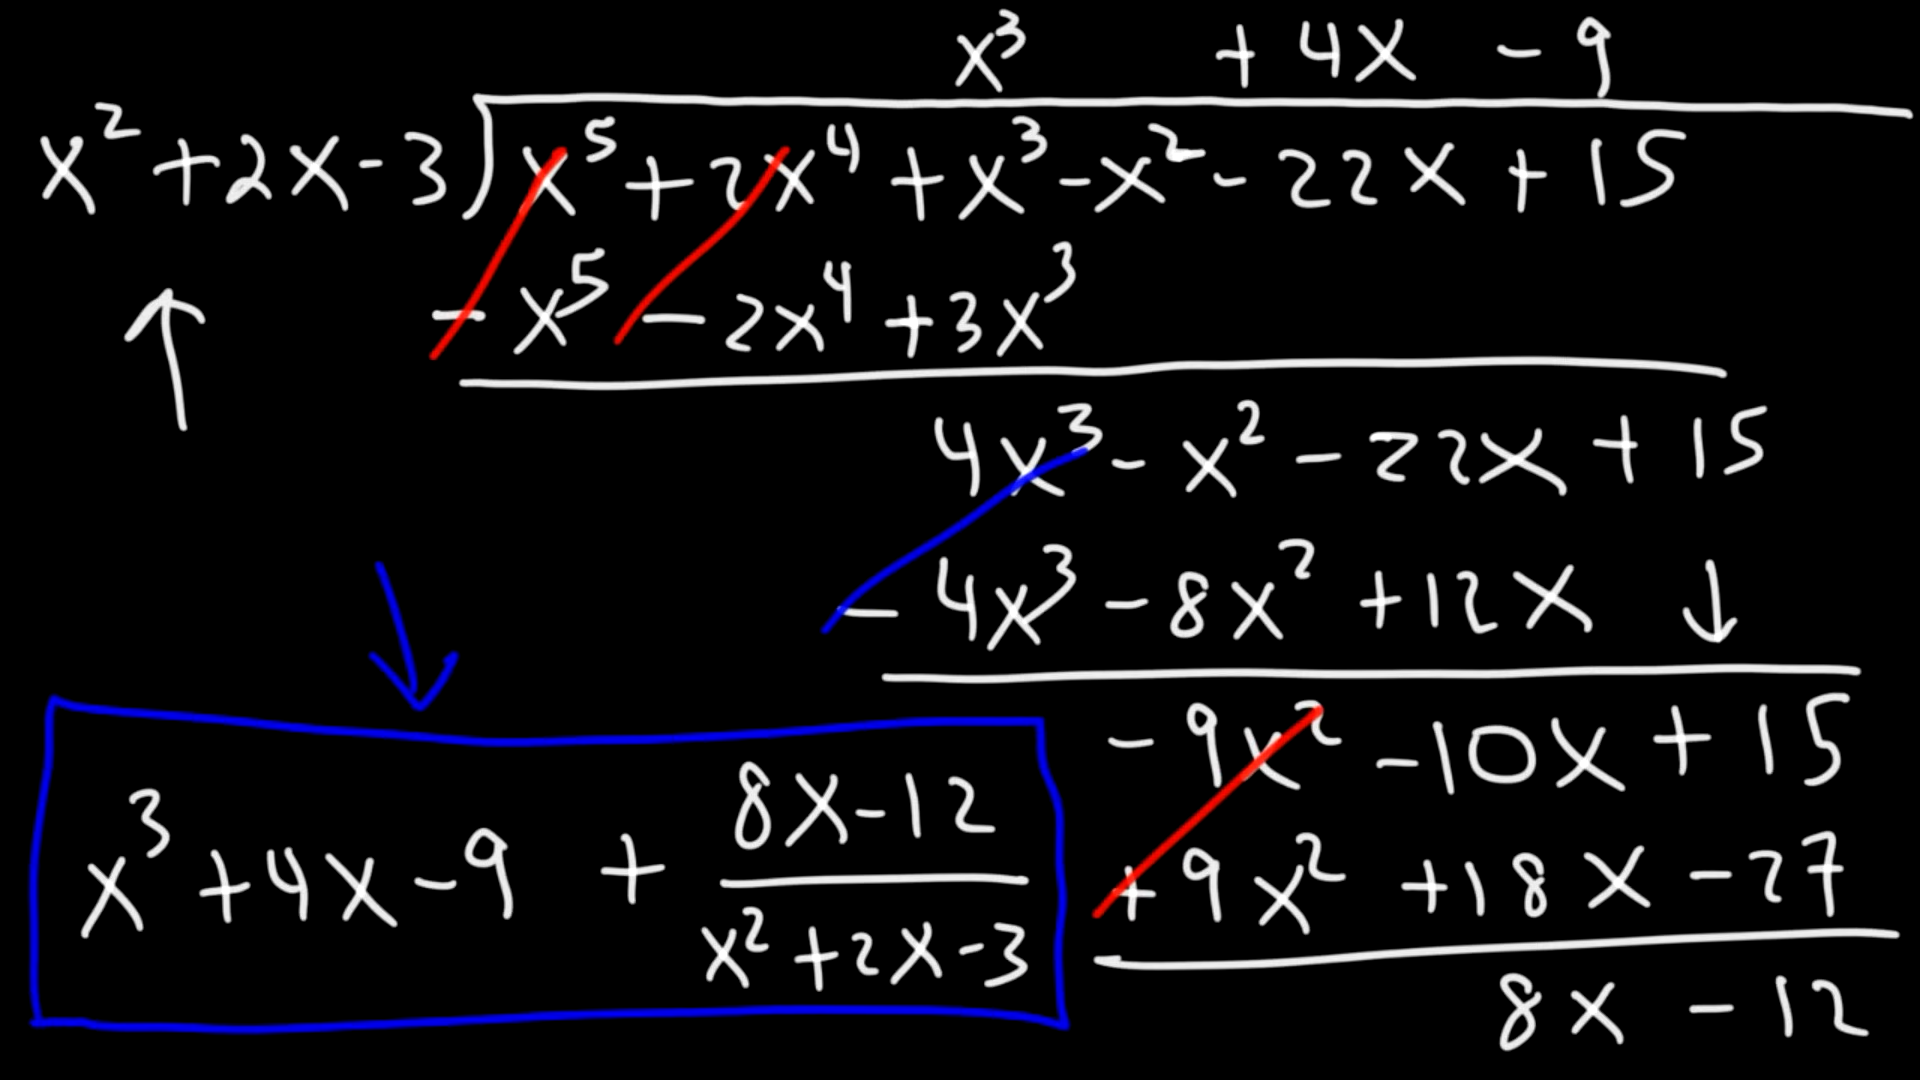 x³ + 4x - 9
x² + 2x - 3 ) x⁵ + 2x⁴ + x³ - x² - 22x + 15
- x⁵ - 2x⁴ + 3x³
4x³ - x² - 22x + 15
- 4x³ - 8x² + 12x
- 9x² - 10x + 15
+ 9x² + 18x - 27
8x - 12
x³ + 4x - 9 + (8x - 12)/(x² + 2x - 3)